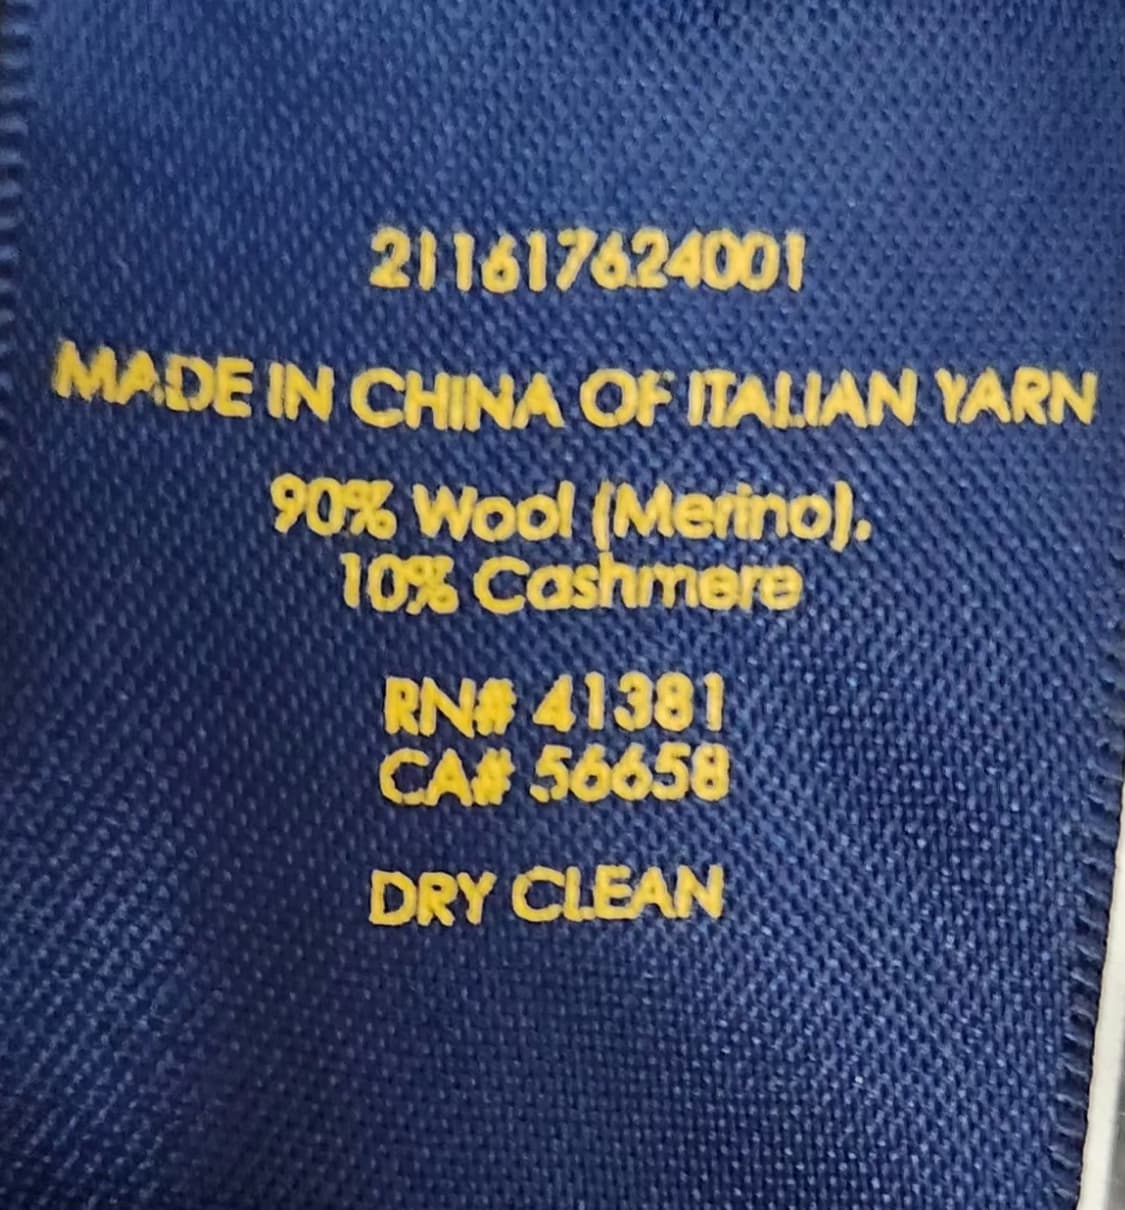 211617624001
MADE IN CHINA OF ITALIAN YARN
90% Wool (Merino).
10% Cashmere
RN# 41381
CA# 56658
DRY CLEAN